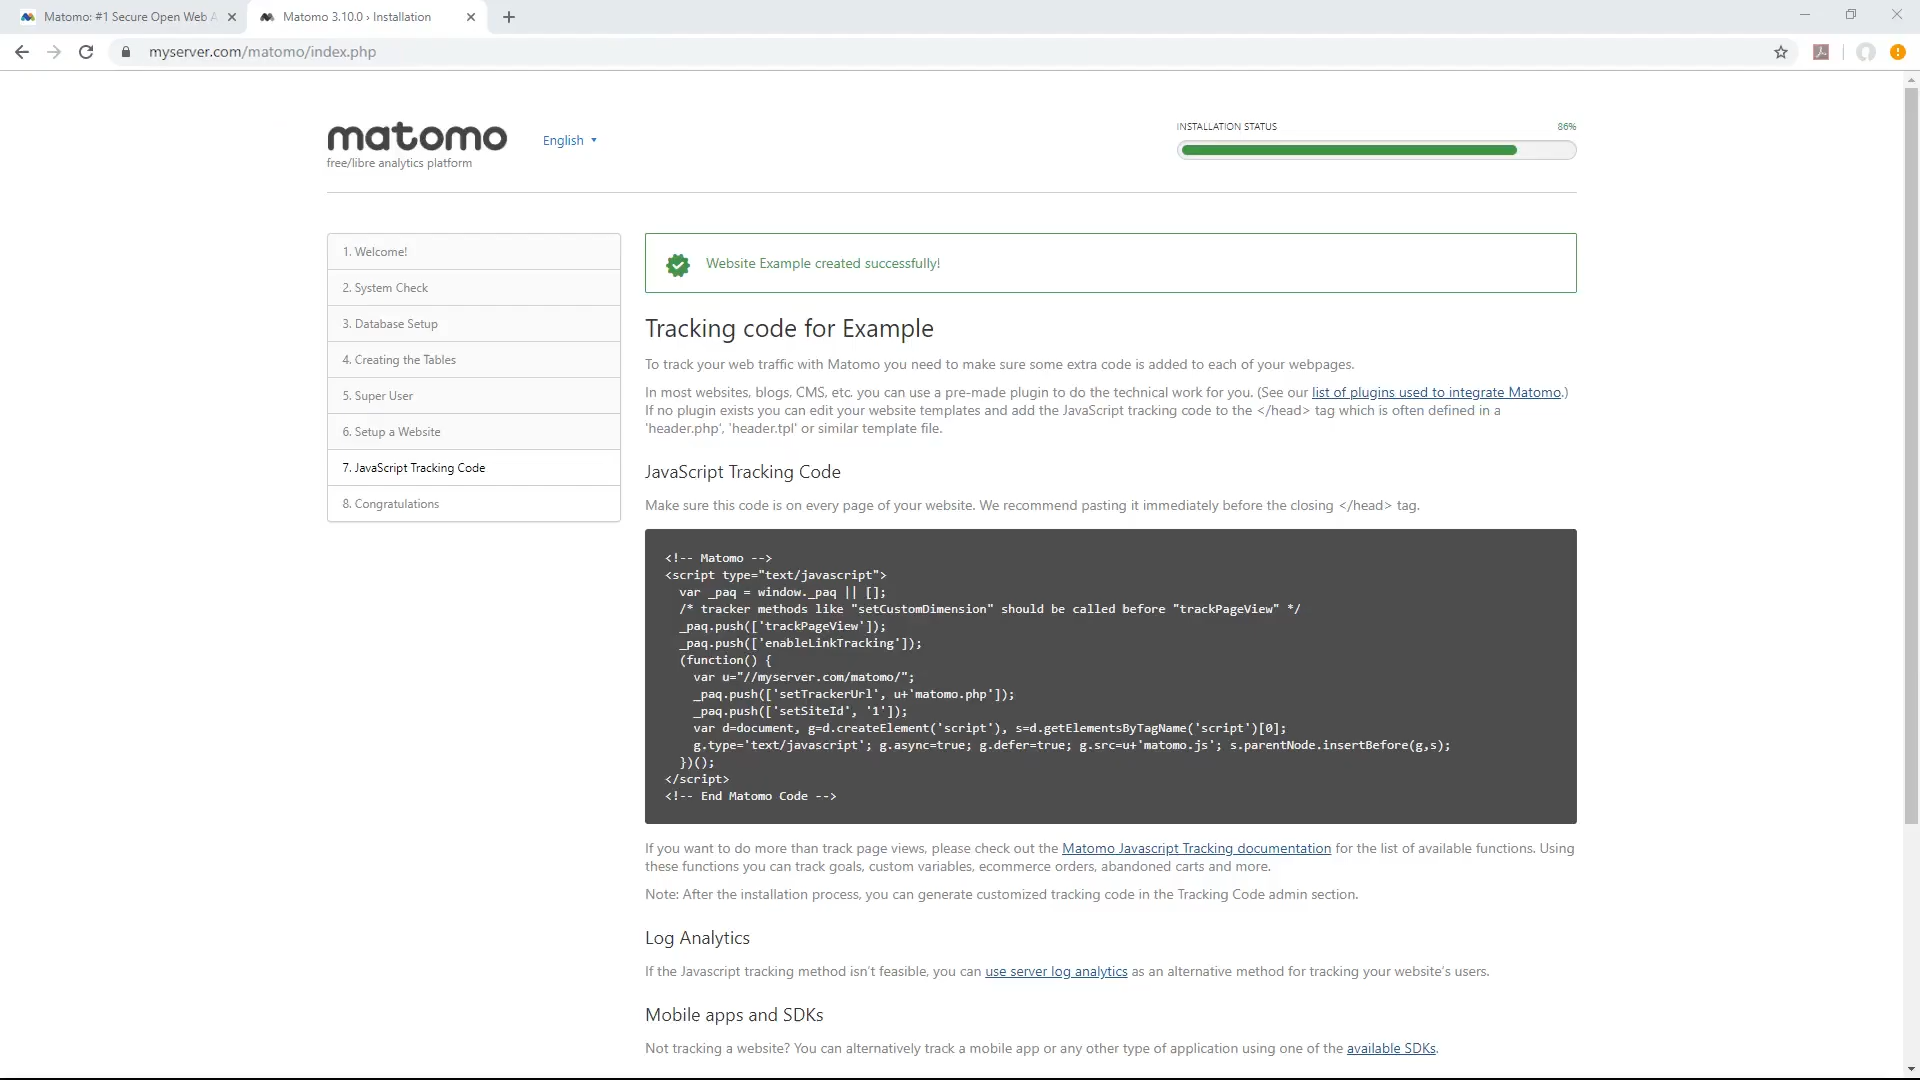 Matomo: #1 Secure Open Web A
Matomo 3.10.0 › Installation
myserver.com/matomo/index.php
matomo
free/libre analytics platform
English
INSTALLATION STATUS
86%
1. Welcome!
2. System Check
3. Database Setup
4. Creating the Tables
5. Super User
6. Setup a Website
7. JavaScript Tracking Code
8. Congratulations
Website Example created successfully!
Tracking code for Example
To track your web traffic with Matomo you need to make sure some extra code is added to each of your webpages.
In most websites, blogs, CMS, etc. you can use a pre-made plugin to do the technical work for you. (See our list of plugins used to integrate Matomo.)
If no plugin exists you can edit your website templates and add the JavaScript tracking code to the </head> tag which is often defined in a
'header.php', 'header.tpl' or similar template file.
JavaScript Tracking Code
Make sure this code is on every page of your website. We recommend pasting it immediately before the closing </head> tag.
<!-- Matomo -->
<script type="text/javascript">
  var _paq = window._paq || [];
  /* tracker methods like "setCustomDimension" should be called before "trackPageView" */
  _paq.push(['trackPageView']);
  _paq.push(['enableLinkTracking']);
  (function() {
    var u="//myserver.com/matomo/";
    _paq.push(['setTrackerUrl', u+'matomo.php']);
    _paq.push(['setSiteId', '1']);
    var d=document, g=d.createElement('script'), s=d.getElementsByTagName('script')[0];
    g.type='text/javascript'; g.async=true; g.defer=true; g.src=u+'matomo.js'; s.parentNode.insertBefore(g,s);
  })();
</script>
<!-- End Matomo Code -->
If you want to do more than track page views, please check out the Matomo Javascript Tracking documentation for the list of available functions. Using
these functions you can track goals, custom variables, ecommerce orders, abandoned carts and more.
Note: After the installation process, you can generate customized tracking code in the Tracking Code admin section.
Log Analytics
If the Javascript tracking method isn't feasible, you can use server log analytics as an alternative method for tracking your website's users.
Mobile apps and SDKs
Not tracking a website? You can alternatively track a mobile app or any other type of application using one of the available SDKs.